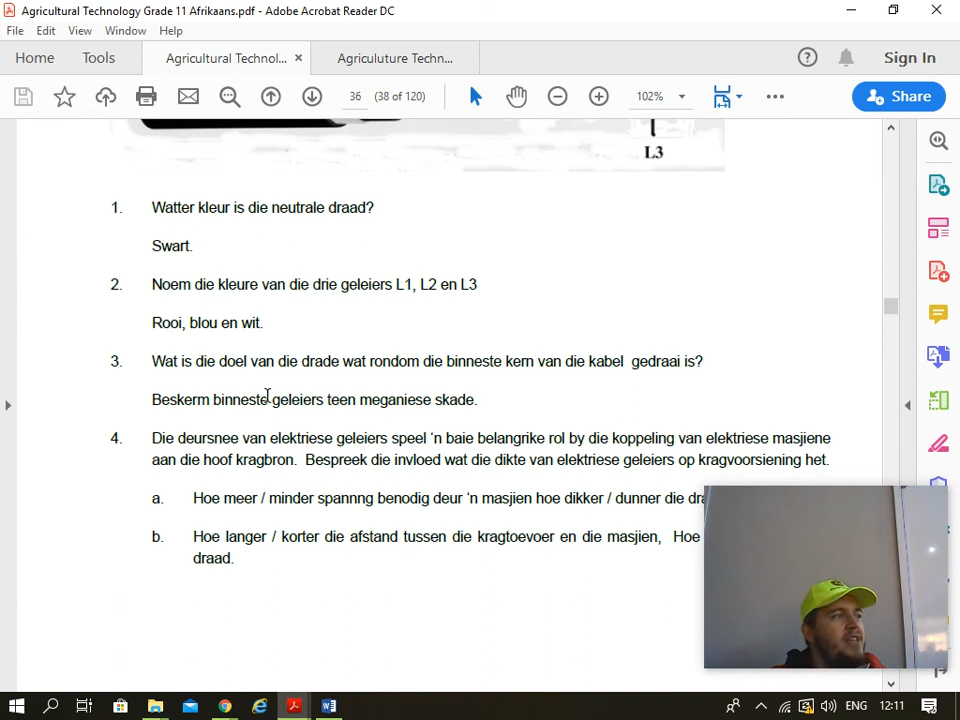 Agricultural Technology Grade 11 Afrikaans.pdf - Adobe Acrobat Reader DC
File Edit View Window Help
Home Tools Agricultural Technol... × Agriculuture Techn... ? Sign In
36 (38 of 120) 102% Share
L3
1. Watter kleur is die neutrale draad?
Swart.
2. Noem die kleure van die drie geleiers L1, L2 en L3
Rooi, blou en wit.
3. Wat is die doel van die drade wat rondom die binneste kern van die kabel gedraai is?
Beskerm binneste geleiers teen meganiese skade.
4. Die deursnee van elektriese geleiers speel 'n baie belangrike rol by die koppeling van elektriese masjiene
aan die hoof kragbron. Bespreek die invloed wat die dikte van elektriese geleiers op kragvoorsiening het.
a. Hoe meer / minder spannng benodig deur 'n masjien hoe dikker / dunner die
b. Hoe langer / korter die afstand tussen die kragtoevoer en die masjien, Hoe
draad.
ENG 12:11